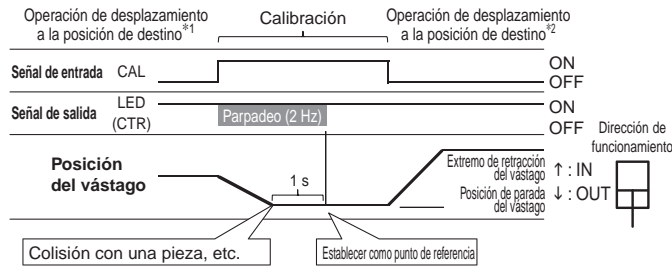 Operación de desplazamiento
a la posición de destino*1
Calibración
Operación de desplazamiento
a la posición de destino*2
Señal de entrada CAL
ON
OFF
Señal de salida LED
(CTR)
Parpadeo (2 Hz)
ON
OFF
Dirección de
funcionamiento
Posición
del vástago
1 s
Extremo de retracción
del vástago
↑ : IN
Posición de parada
del vástago
↓ : OUT
Colisión con una pieza, etc.
Establecer como punto de referencia